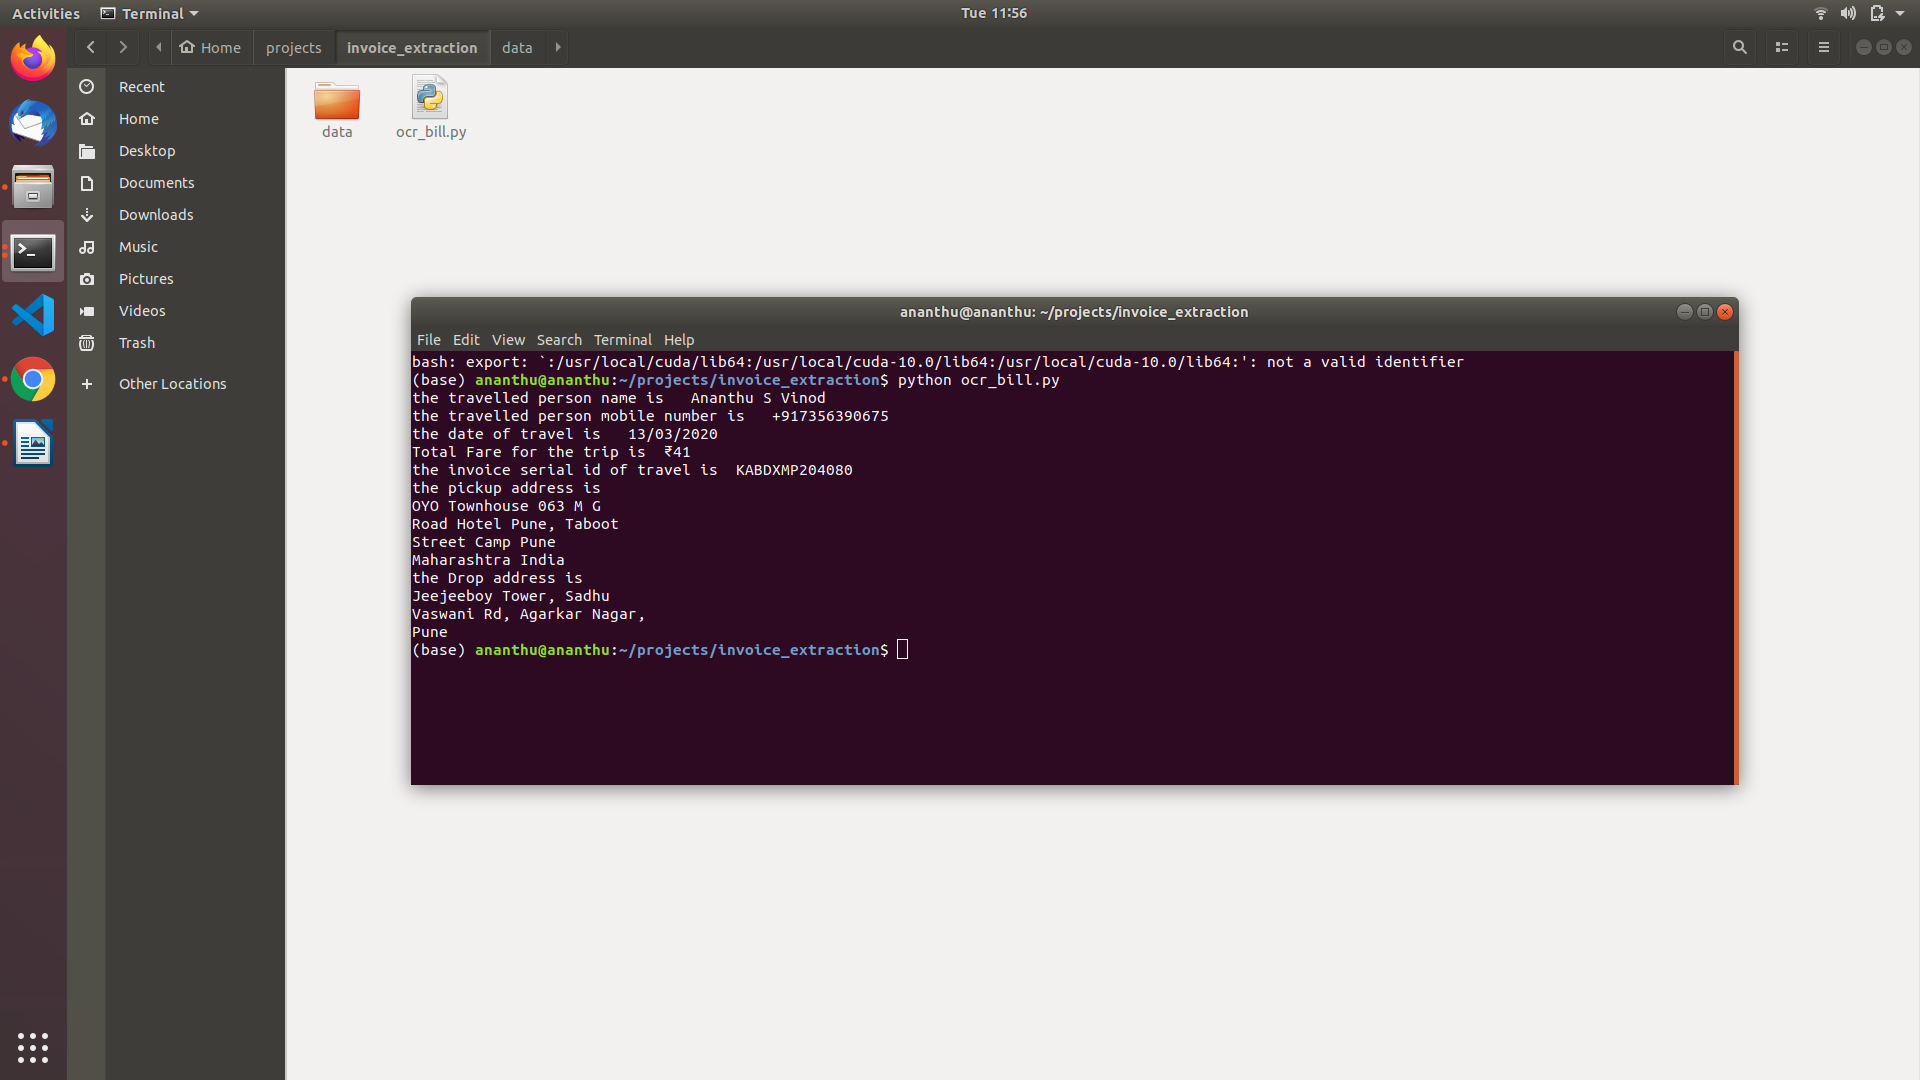 Activities Terminal Tue 11:56
Home projects invoice_extraction data
Recent
Home
Desktop
Documents
Downloads
Music
Pictures
Videos
Trash
Other Locations
data ocr_bill.py
ananthu@ananthu: ~/projects/invoice_extraction
File Edit View Search Terminal Help
bash: export: `:/usr/local/cuda/lib64:/usr/local/cuda-10.0/lib64:/usr/local/cuda-10.0/lib64:': not a valid identifier
(base) ananthu@ananthu:~/projects/invoice_extraction$ python ocr_bill.py
the travelled person name is   Ananthu S Vinod
the travelled person mobile number is   +917356390675
the date of travel is   13/03/2020
Total Fare for the trip is  ₹41
the invoice serial id of travel is  KABDXMP204080
the pickup address is
OYO Townhouse 063 M G
Road Hotel Pune, Taboot
Street Camp Pune
Maharashtra India
the Drop address is
Jeejeeboy Tower, Sadhu
Vaswani Rd, Agarkar Nagar,
Pune
(base) ananthu@ananthu:~/projects/invoice_extraction$